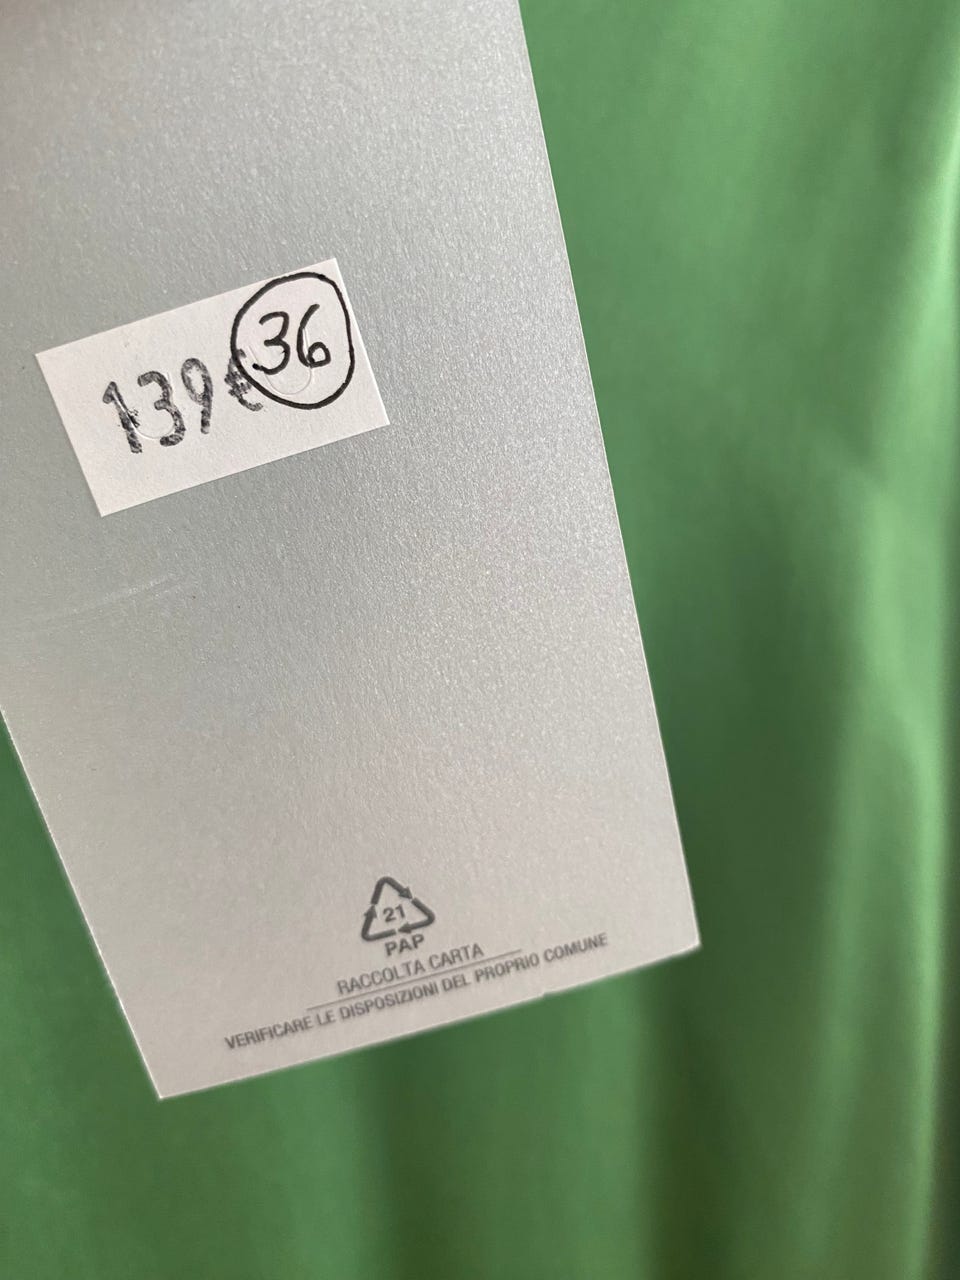 139€ 36
21
PAP
RACCOLTA CARTA
VERIFICARE LE DISPOSIZIONI DEL PROPRIO COMUNE